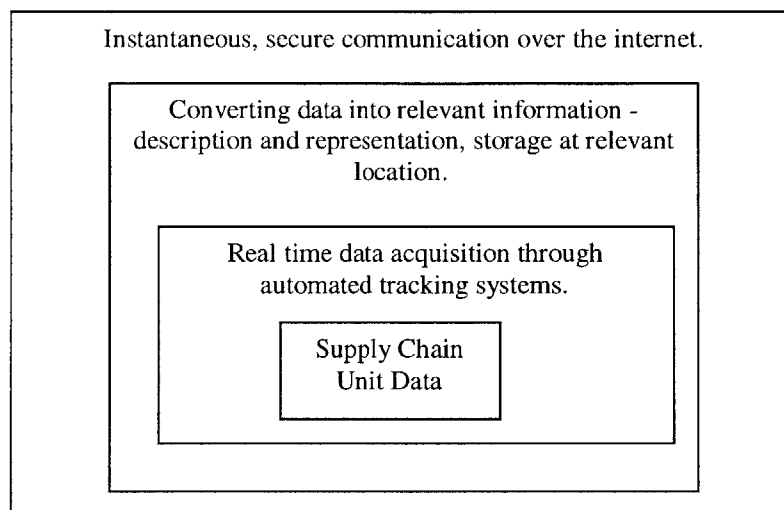 Instantaneous, secure communication over the internet.
Converting data into relevant information -
description and representation, storage at relevant
location.
Real time data acquisition through
automated tracking systems.
Supply Chain
Unit Data